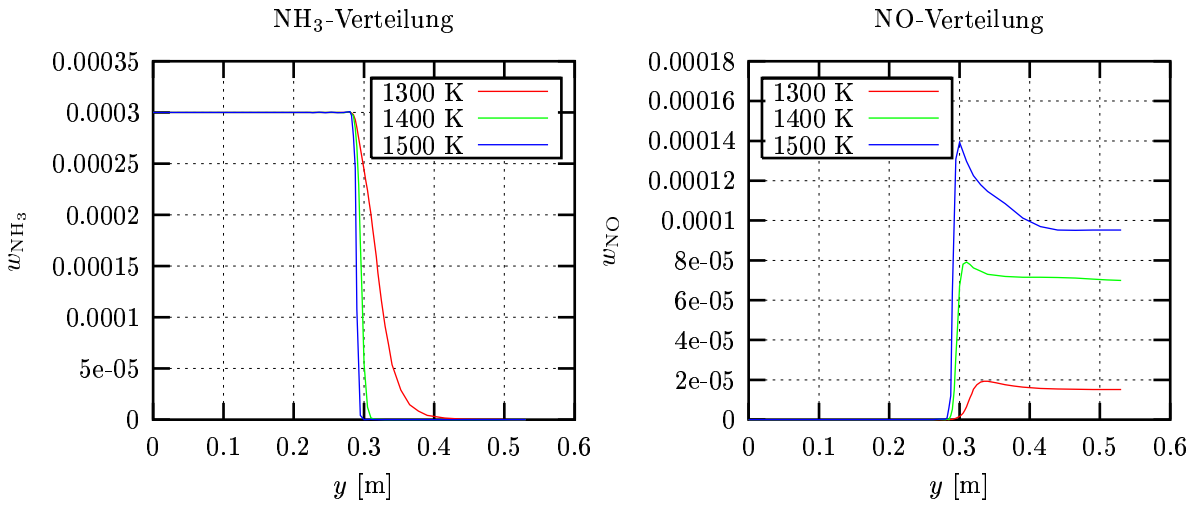 NH₃-Verteilung
0.00035
0.0003
0.00025
0.0002
0.00015
0.0001
5e-05
0
0 0.1 0.2 0.3 0.4 0.5 0.6
w_NH₃
y [m]
1300 K
1400 K
1500 K
NO-Verteilung
0.00018
0.00016
0.00014
0.00012
0.0001
8e-05
6e-05
4e-05
2e-05
0
0 0.1 0.2 0.3 0.4 0.5 0.6
w_NO
y [m]
1300 K
1400 K
1500 K